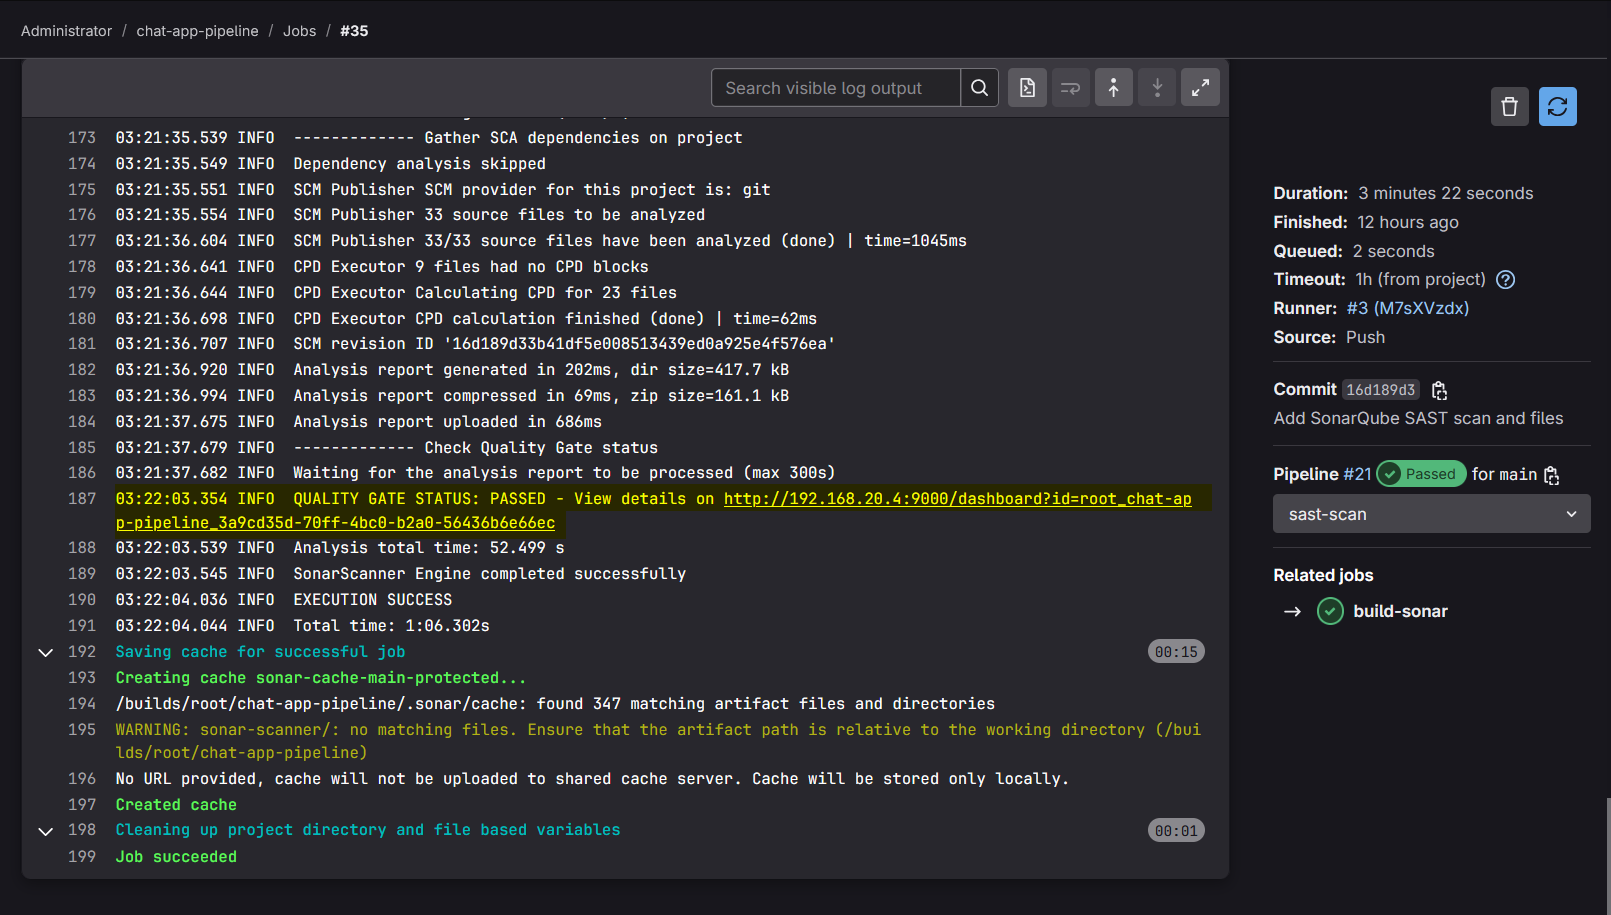 Administrator / chat-app-pipeline / Jobs / #35
Search visible log output
173 03:21:35.539 INFO ------------- Gather SCA dependencies on project
174 03:21:35.549 INFO Dependency analysis skipped
175 03:21:35.551 INFO SCM Publisher SCM provider for this project is: git
176 03:21:35.554 INFO SCM Publisher 33 source files to be analyzed
177 03:21:36.604 INFO SCM Publisher 33/33 source files have been analyzed (done) | time=1045ms
178 03:21:36.641 INFO CPD Executor 9 files had no CPD blocks
179 03:21:36.644 INFO CPD Executor Calculating CPD for 23 files
180 03:21:36.698 INFO CPD Executor CPD calculation finished (done) | time=62ms
181 03:21:36.707 INFO SCM revision ID '16d189d33b41df5e008513439ed0a925e4f576ea'
182 03:21:36.920 INFO Analysis report generated in 202ms, dir size=417.7 kB
183 03:21:36.994 INFO Analysis report compressed in 69ms, zip size=161.1 kB
184 03:21:37.675 INFO Analysis report uploaded in 686ms
185 03:21:37.679 INFO ------------- Check Quality Gate status
186 03:21:37.682 INFO Waiting for the analysis report to be processed (max 300s)
187 03:22:03.354 INFO QUALITY GATE STATUS: PASSED - View details on http://192.168.20.4:9000/dashboard?id=root_chat-ap
p-pipeline_3a9cd35d-70ff-4bc0-b2a0-56436b6e66ec
188 03:22:03.539 INFO Analysis total time: 52.499 s
189 03:22:03.545 INFO SonarScanner Engine completed successfully
190 03:22:04.036 INFO EXECUTION SUCCESS
191 03:22:04.044 INFO Total time: 1:06.302s
192 Saving cache for successful job 00:15
193 Creating cache sonar-cache-main-protected...
194 /builds/root/chat-app-pipeline/.sonar/cache: found 347 matching artifact files and directories
195 WARNING: sonar-scanner/: no matching files. Ensure that the artifact path is relative to the working directory (/bui
lds/root/chat-app-pipeline)
196 No URL provided, cache will not be uploaded to shared cache server. Cache will be stored only locally.
197 Created cache
198 Cleaning up project directory and file based variables 00:01
199 Job succeeded
Duration: 3 minutes 22 seconds
Finished: 12 hours ago
Queued: 2 seconds
Timeout: 1h (from project)
Runner: #3 (M7sXVzdx)
Source: Push
Commit 16d189d3
Add SonarQube SAST scan and files
Pipeline #21 Passed for main
sast-scan
Related jobs
build-sonar